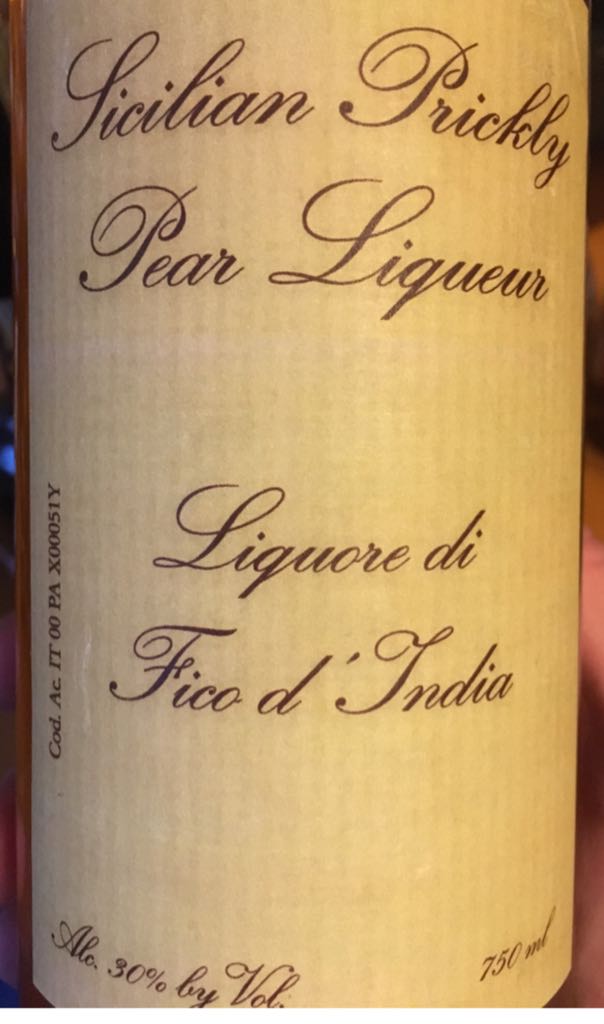 Sicilian Prickly
Pear Liqueur
Liquore di
Fico d'India
Cod. Ac. IT 00 PA X00051Y
Alc. 30% by Vol.
750 ml